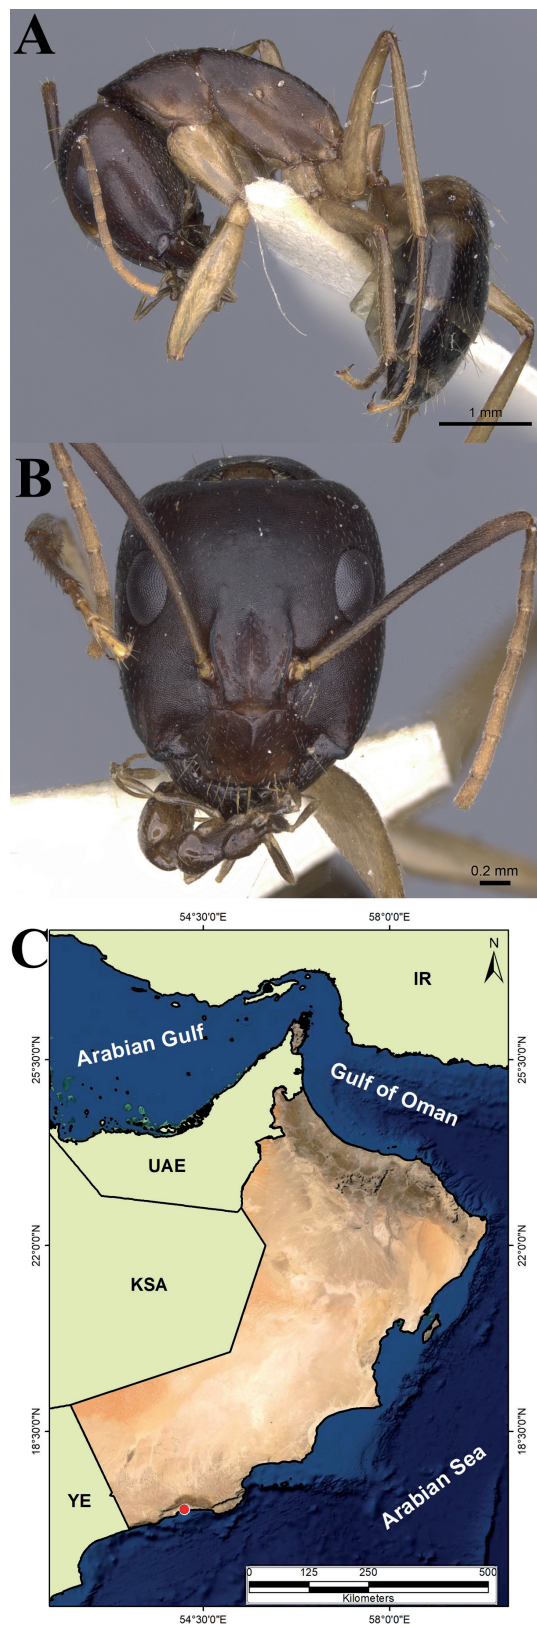 A
1 mm
B
0.2 mm
C
54°30'0"E 58°0'0"E
N
IR
Arabian Gulf
25°30'0"N 25°30'0"N
Gulf of Oman
UAE
22°0'0"N 22°0'0"N
KSA
18°30'0"N 18°30'0"N
Arabian Sea
YE
0 125 250 500
Kilometers
54°30'0"E 58°0'0"E